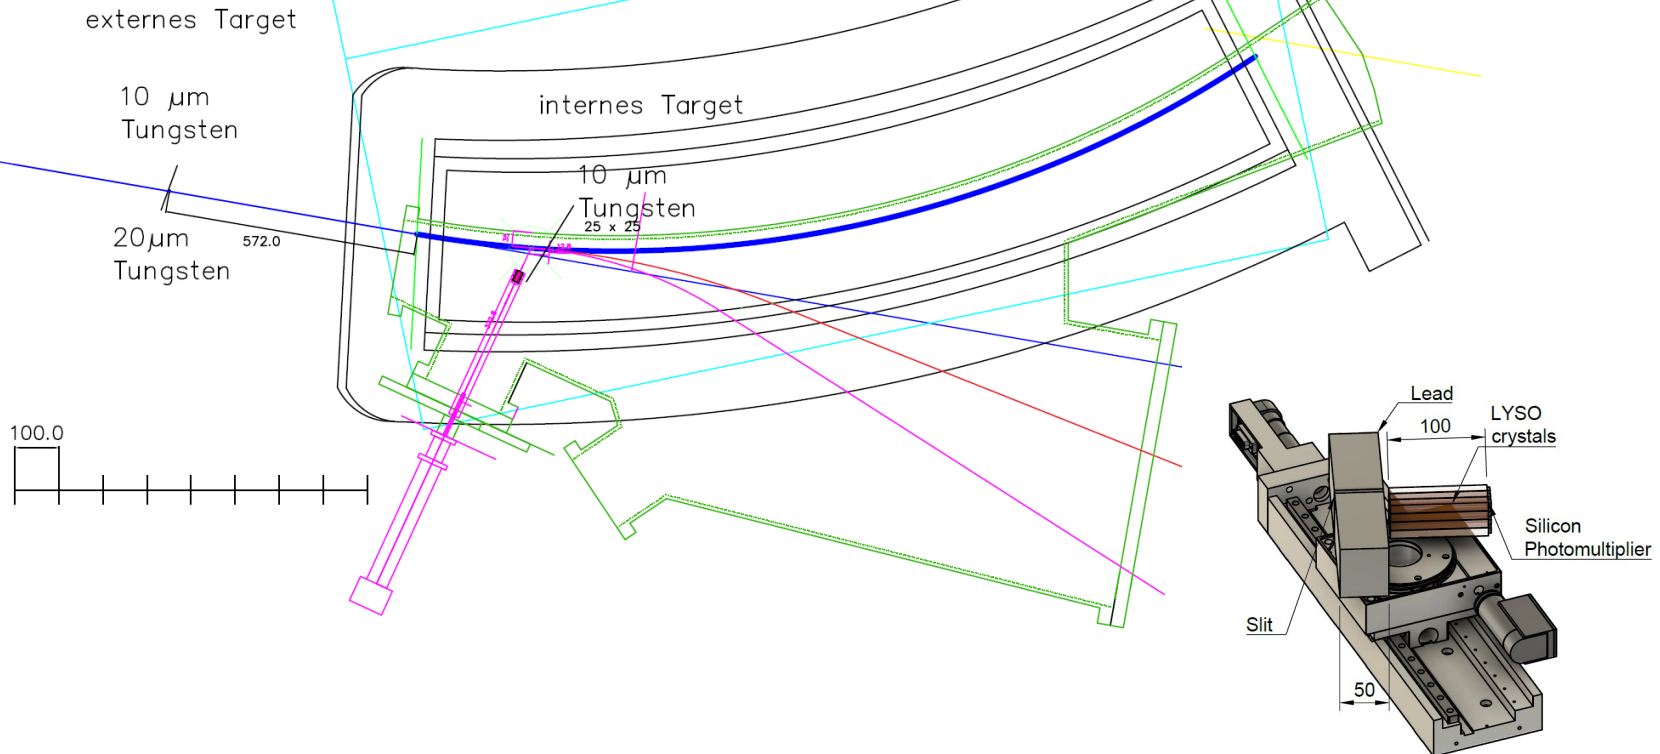 externes Target
10 µm
Tungsten
internes Target
10 µm
Tungsten
25 x 25
20µm
Tungsten
572.0
100.0
Lead
100
LYSO
crystals
Silicon
Photomultiplier
Slit
50